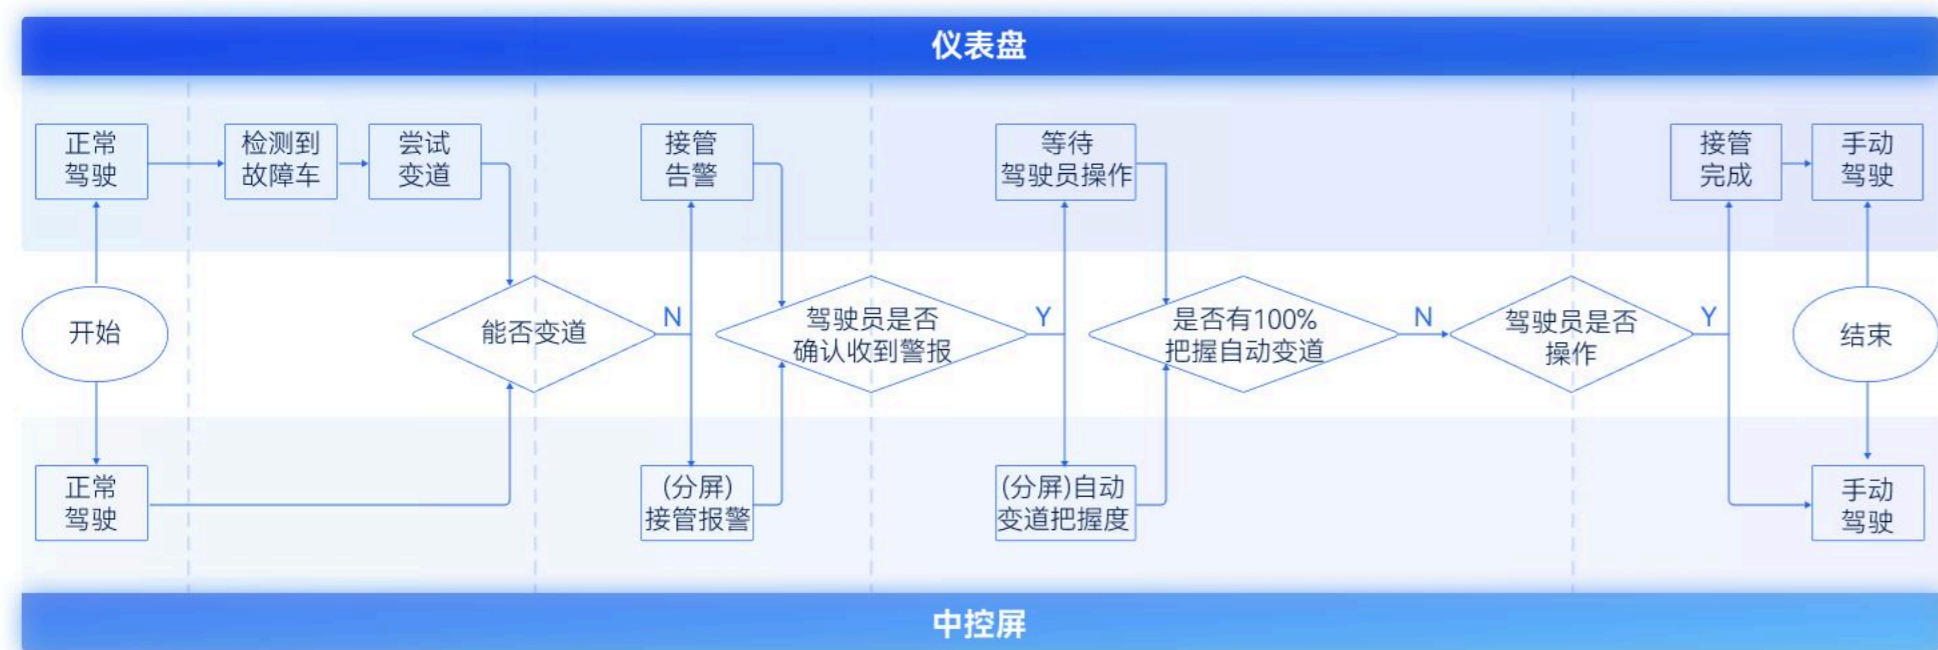 仪表盘
正常
驾驶
检测到
故障车
尝试
变道
接管
告警
等待
驾驶员操作
接管
完成
手动
驾驶
开始
能否变道
N
驾驶员是否
确认收到警报
Y
是否有100%
把握自动变道
N
驾驶员是否
操作
Y
结束
正常
驾驶
(分屏)
接管报警
(分屏)自动
变道把握度
手动
驾驶
中控屏